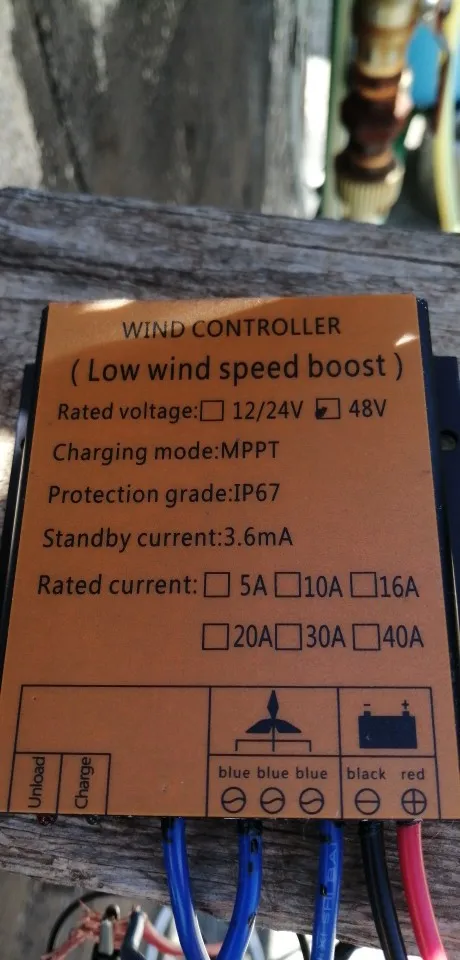 WIND CONTROLLER
( Low wind speed boost )
Rated voltage: 12/24V 48V
Charging mode:MPPT
Protection grade:IP67
Standby current:3.6mA
Rated current: 5A 10A 16A
20A 30A 40A
- +
Unload
Charge
blue blue blue
black red